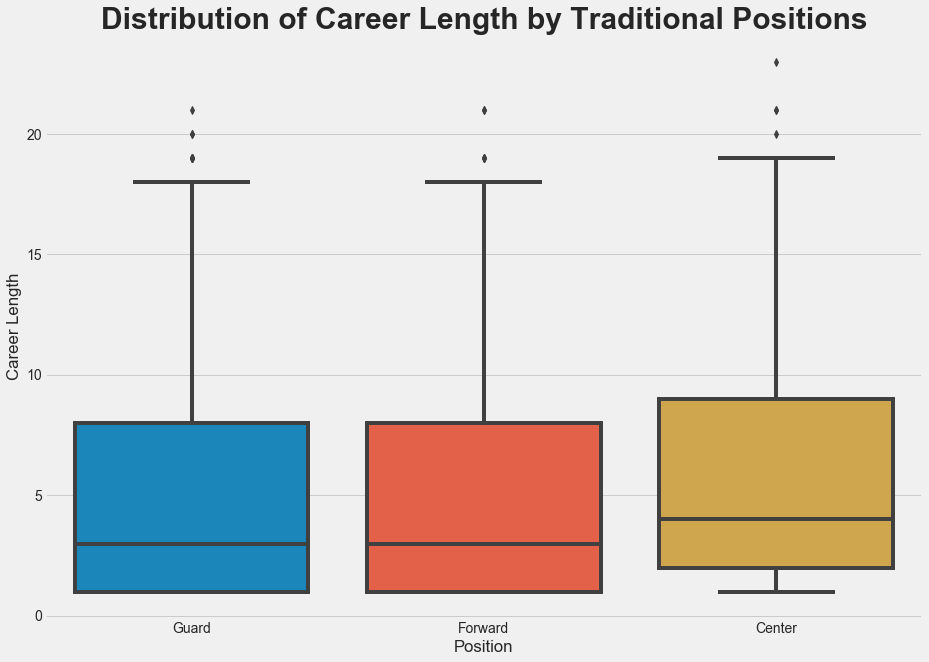 Distribution of Career Length by Traditional Positions
20
15
10
5
0
Career Length
Guard Forward Center
Position